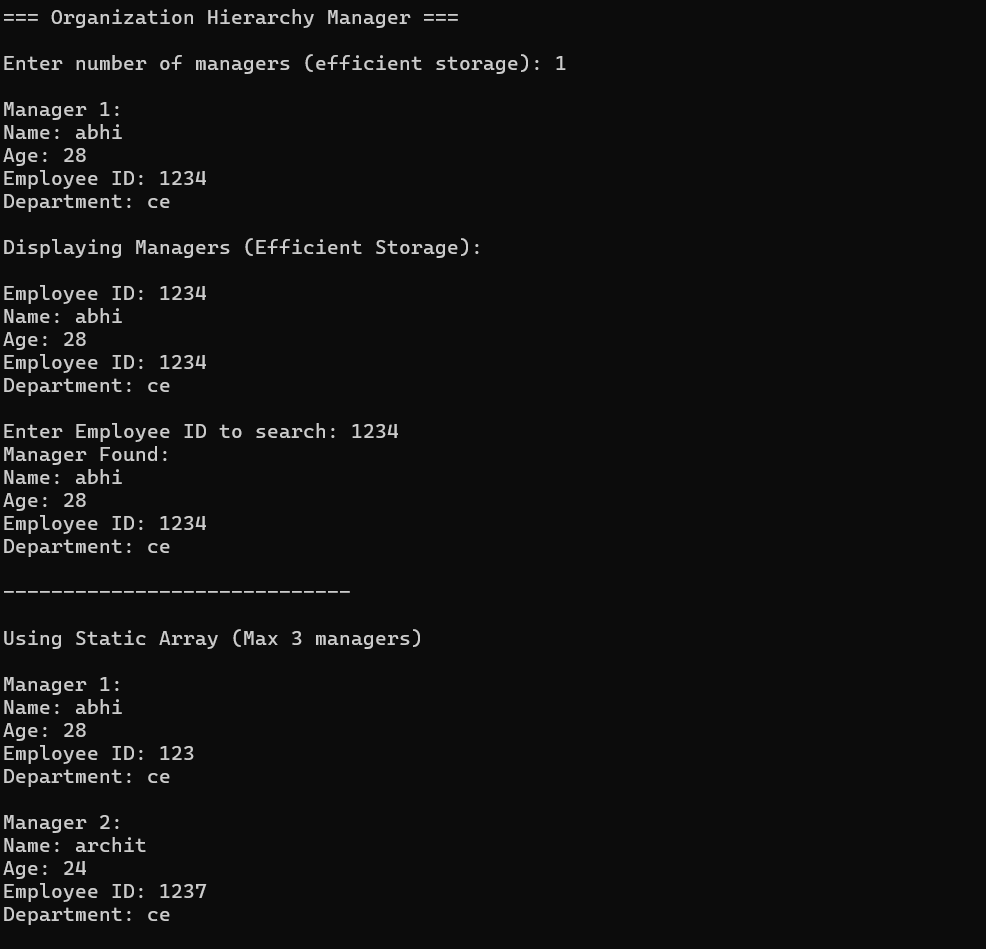 === Organization Hierarchy Manager ===
Enter number of managers (efficient storage): 1
Manager 1:
Name: abhi
Age: 28
Employee ID: 1234
Department: ce
Displaying Managers (Efficient Storage):
Employee ID: 1234
Name: abhi
Age: 28
Employee ID: 1234
Department: ce
Enter Employee ID to search: 1234
Manager Found:
Name: abhi
Age: 28
Employee ID: 1234
Department: ce
-----------------------------
Using Static Array (Max 3 managers)
Manager 1:
Name: abhi
Age: 28
Employee ID: 123
Department: ce
Manager 2:
Name: archit
Age: 24
Employee ID: 1237
Department: ce